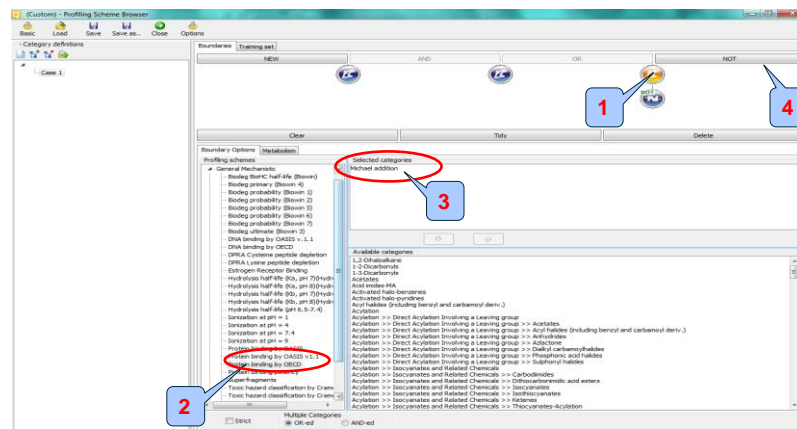 (Custom) - Profiling Scheme Browser
Basic Load Save Save as.. Close Options
- Category definitions
Case 1
Boundaries Training set
NEW AND OR NOT
NOT
1
4
Clear Tidy Delete
Boundary Options Metabolism
Profiling schemes
General Mechanistic
Biodeg BioHC half-life (Biowin)
Biodeg primary (Biowin 4)
Biodeg probability (Biowin 1)
Biodeg probability (Biowin 2)
Biodeg probability (Biowin 5)
Biodeg probability (Biowin 6)
Biodeg probability (Biowin 7)
Biodeg ultimate (Biowin 3)
DNA binding by OASIS v.1.1
DNA binding by OECD
DPRA Cysteine peptide depletion
DPRA Lysine peptide depletion
Estrogen Receptor Binding
Hydrolysis half-life (Ka, pH 7)(Hydr
Hydrolysis half-life (Ka, pH 8)(Hydr
Hydrolysis half-life (Kb, pH 7)(Hydr
Hydrolysis half-life (Kb, pH 8)(Hydr
Hydrolysis half-life (pH 6.5-7.4)
Ionization at pH = 1
Ionization at pH = 4
Ionization at pH = 7.4
Ionization at pH = 9
Protein binding by OASIS
Protein binding by OASIS v1.1
Protein binding by OECD
Protein binding potency
Superfragments
Toxic hazard classification by Crame
Toxic hazard classification by Crame
2
Selected categories
Michael addition
3
Available categories
1,2-Dihaloalkane
1-2-Dicarbonyls
1-3-Dicarbonyls
Acetates
Acid imides-MA
Activated halo-benzenes
Activated halo-pyridines
Acyl halides (including benzyl and carbamoyl deriv.)
Acylation
Acylation >> Direct Acylation Involving a Leaving group
Acylation >> Direct Acylation Involving a Leaving group >> Acetates
Acylation >> Direct Acylation Involving a Leaving group >> Acyl halides (including benzyl and carbamoyl deriv.)
Acylation >> Direct Acylation Involving a Leaving group >> Anhydrides
Acylation >> Direct Acylation Involving a Leaving group >> Azlactone
Acylation >> Direct Acylation Involving a Leaving group >> Dialkyl carbamoylhalides
Acylation >> Direct Acylation Involving a Leaving group >> Phosphonic acid halides
Acylation >> Direct Acylation Involving a Leaving group >> Sulphonyl halides
Acylation >> Isocyanates and Related Chemicals
Acylation >> Isocyanates and Related Chemicals >> Carbodiimides
Acylation >> Isocyanates and Related Chemicals >> Dithiocarbonimidic acid esters
Acylation >> Isocyanates and Related Chemicals >> Isocyanates
Acylation >> Isocyanates and Related Chemicals >> Isothiocyanates
Acylation >> Isocyanates and Related Chemicals >> Ketenes
Acylation >> Isocyanates and Related Chemicals >> Thiocyanates-Acylation
Strict
Multiple Categories
OR-ed AND-ed